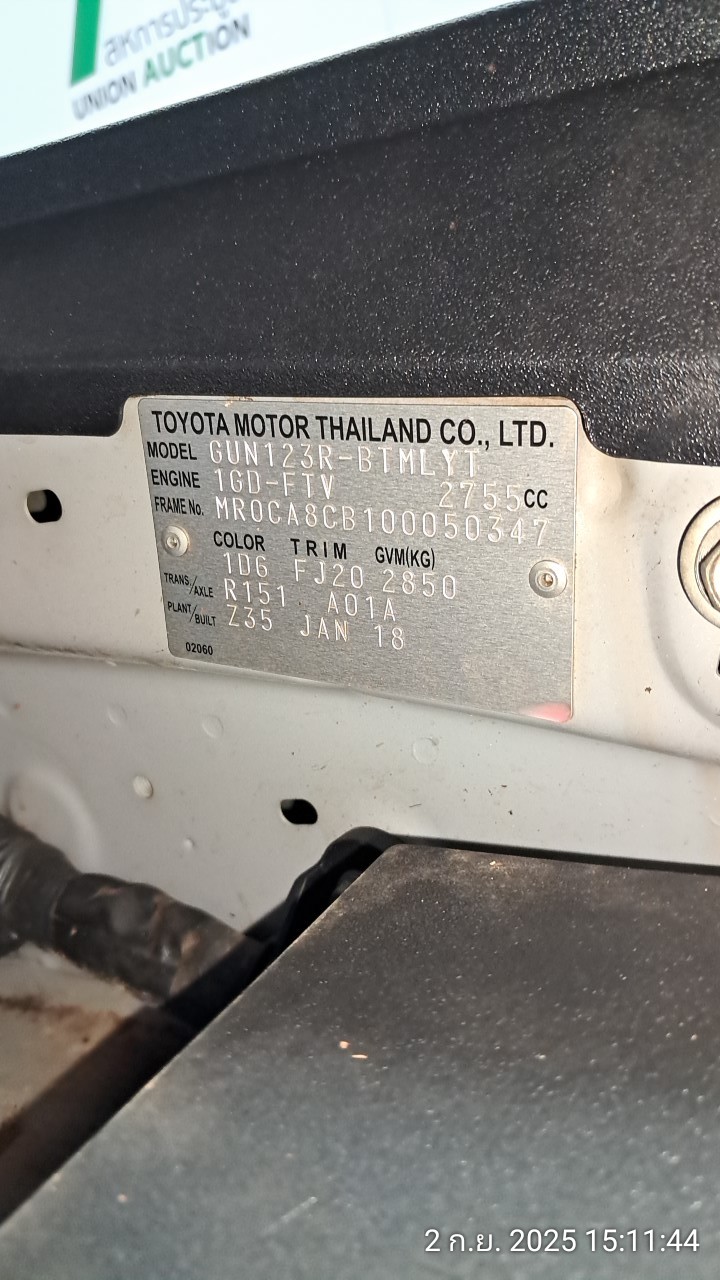 สหการประมูล
UNION AUCTION
TOYOTA MOTOR THAILAND CO., LTD.
MODEL GUN123R-BTMLYT
ENGINE 1GD-FTV 2755CC
FRAME No. MR0CA8CB100050347
COLOR TRIM GVM(KG)
1D6 FJ20 2850
TRANS/AXLE R151 A01A
PLANT/BUILT Z35 JAN 18
02060
2 ก.ย. 2025 15:11:44